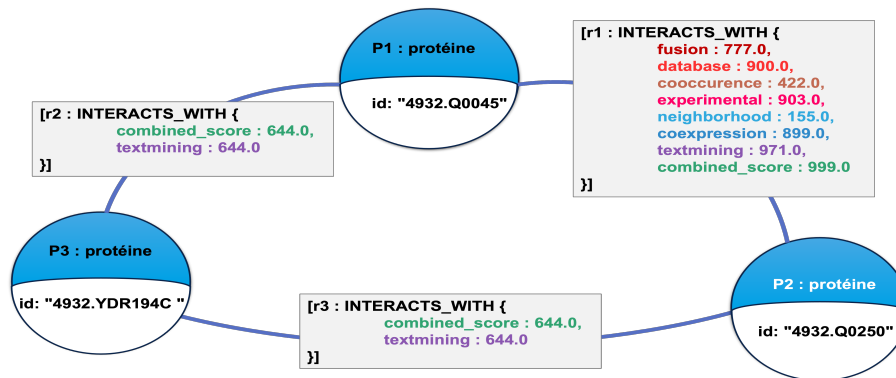 P1 : protéine
id: "4932.Q0045"
[r1 : INTERACTS_WITH {
fusion : 777.0,
database : 900.0,
cooccurence : 422.0,
experimental : 903.0,
neighborhood : 155.0,
coexpression : 899.0,
textmining : 971.0,
combined_score : 999.0
}]
[r2 : INTERACTS_WITH {
combined_score : 644.0,
textmining : 644.0
}]
P3 : protéine
id: "4932.YDR194C "
[r3 : INTERACTS_WITH {
combined_score : 644.0,
textmining : 644.0
}]
P2 : protéine
id: "4932.Q0250"